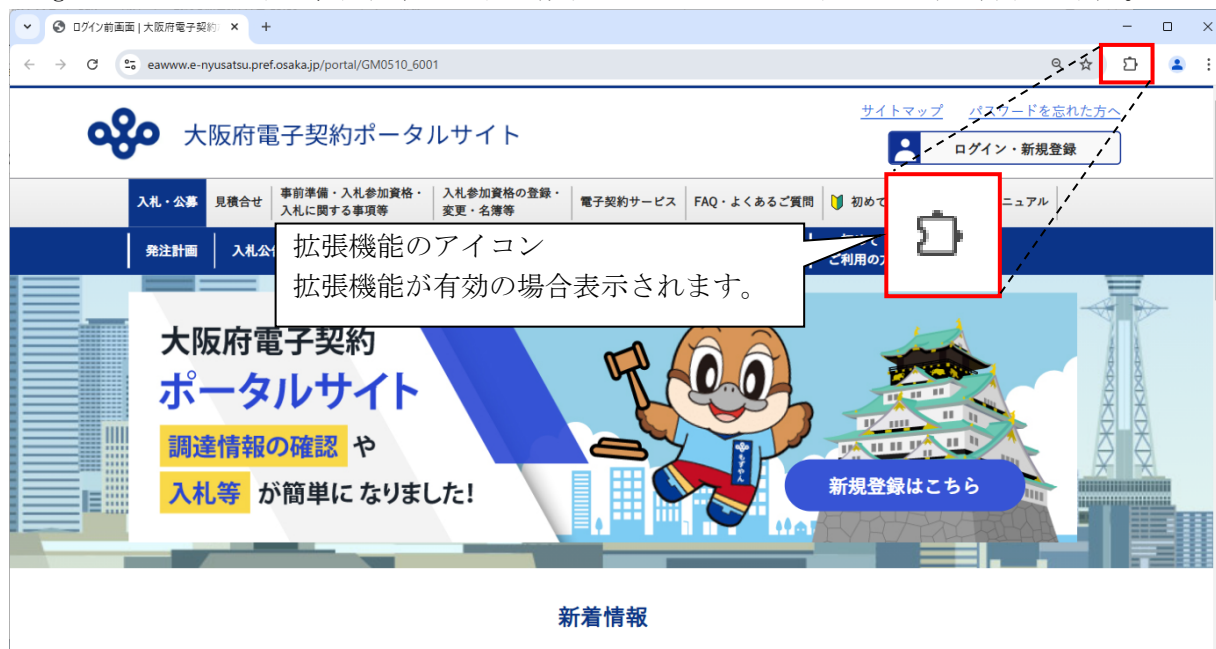 ログイン前画面 | 大阪府電子契約
eawww.e-nyusatsu.pref.osaka.jp/portal/GM0510_6001
サイトマップ
パスワードを忘れた方へ
大阪府電子契約ポータルサイト
ログイン・新規登録
入札・公募
見積合せ
事前準備・入札参加資格・
入札に関する事項等
入札参加資格の登録・
変更・名簿等
電子契約サービス
FAQ・よくあるご質問
初めて
ニュアル
発注計画
入札公
ご利用の
拡張機能のアイコン
拡張機能が有効の場合表示されます。
大阪府電子契約
ポータルサイト
調達情報の確認 や
入札等 が簡単に なりました!
もずやん
新規登録はこちら
新着情報